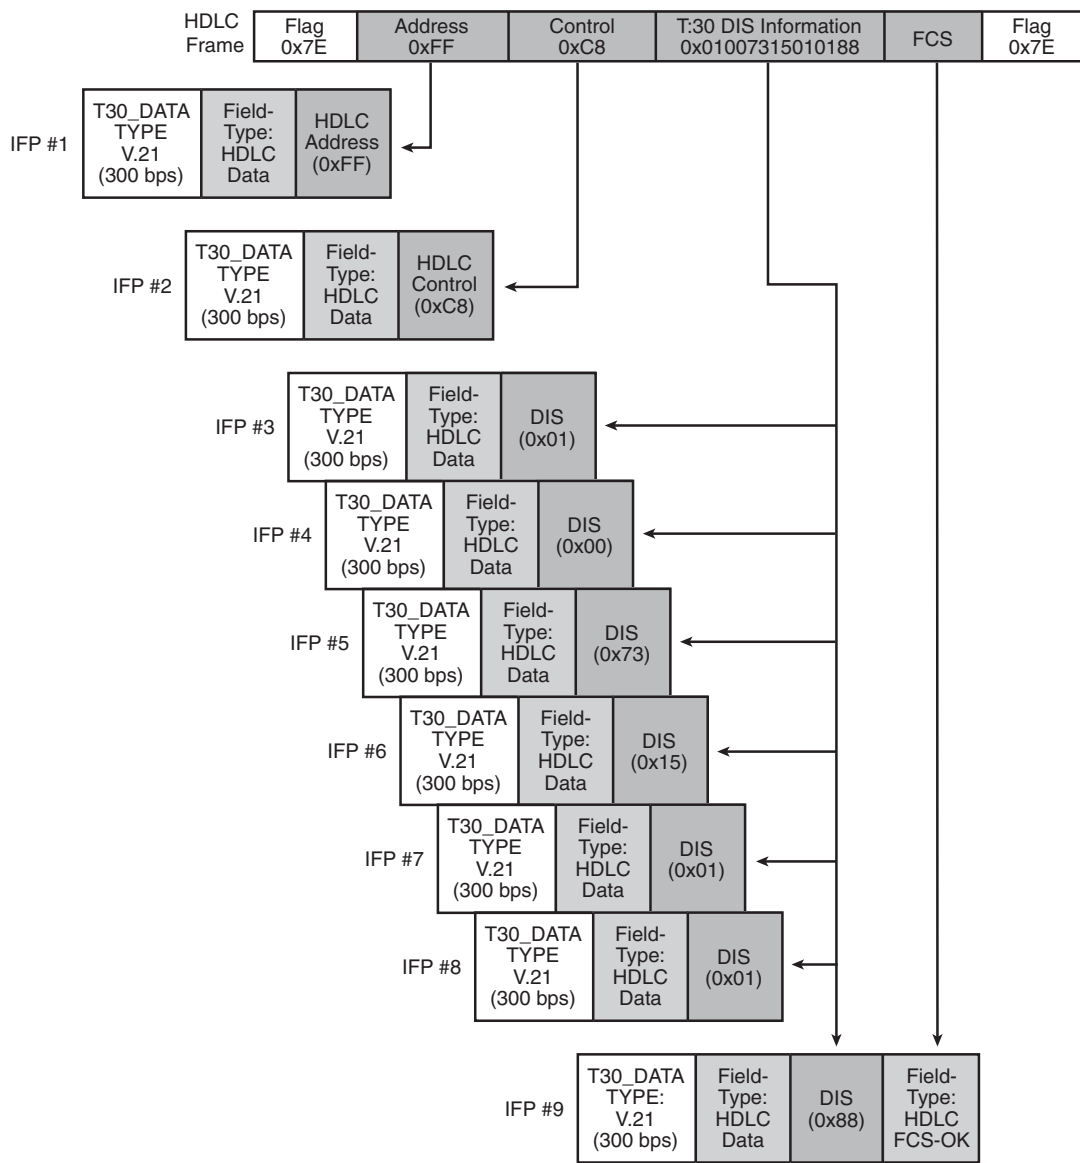 HDLC
Frame
Flag
0x7E
Address
0xFF
Control
0xC8
T:30 DIS Information
0x01007315010188
FCS
Flag
0x7E
IFP #1
T30_DATA
TYPE
V.21
(300 bps)
Field-
Type:
HDLC
Data
HDLC
Address
(0xFF)
IFP #2
T30_DATA
TYPE
V.21
(300 bps)
Field-
Type:
HDLC
Data
HDLC
Control
(0xC8)
IFP #3
T30_DATA
TYPE
V.21
(300 bps)
Field-
Type:
HDLC
Data
DIS
(0x01)
IFP #4
T30_DATA
TYPE
V.21
(300 bps)
Field-
Type:
HDLC
Data
DIS
(0x00)
IFP #5
T30_DATA
TYPE
V.21
(300 bps)
Field-
Type:
HDLC
Data
DIS
(0x73)
IFP #6
T30_DATA
TYPE
V.21
(300 bps)
Field-
Type:
HDLC
Data
DIS
(0x15)
IFP #7
T30_DATA
TYPE
V.21
(300 bps)
Field-
Type:
HDLC
Data
DIS
(0x01)
IFP #8
T30_DATA
TYPE
V.21
(300 bps)
Field-
Type:
HDLC
Data
DIS
(0x01)
IFP #9
T30_DATA
TYPE:
V.21
(300 bps)
Field-
Type:
HDLC
Data
DIS
(0x88)
Field-
Type:
HDLC
FCS-OK